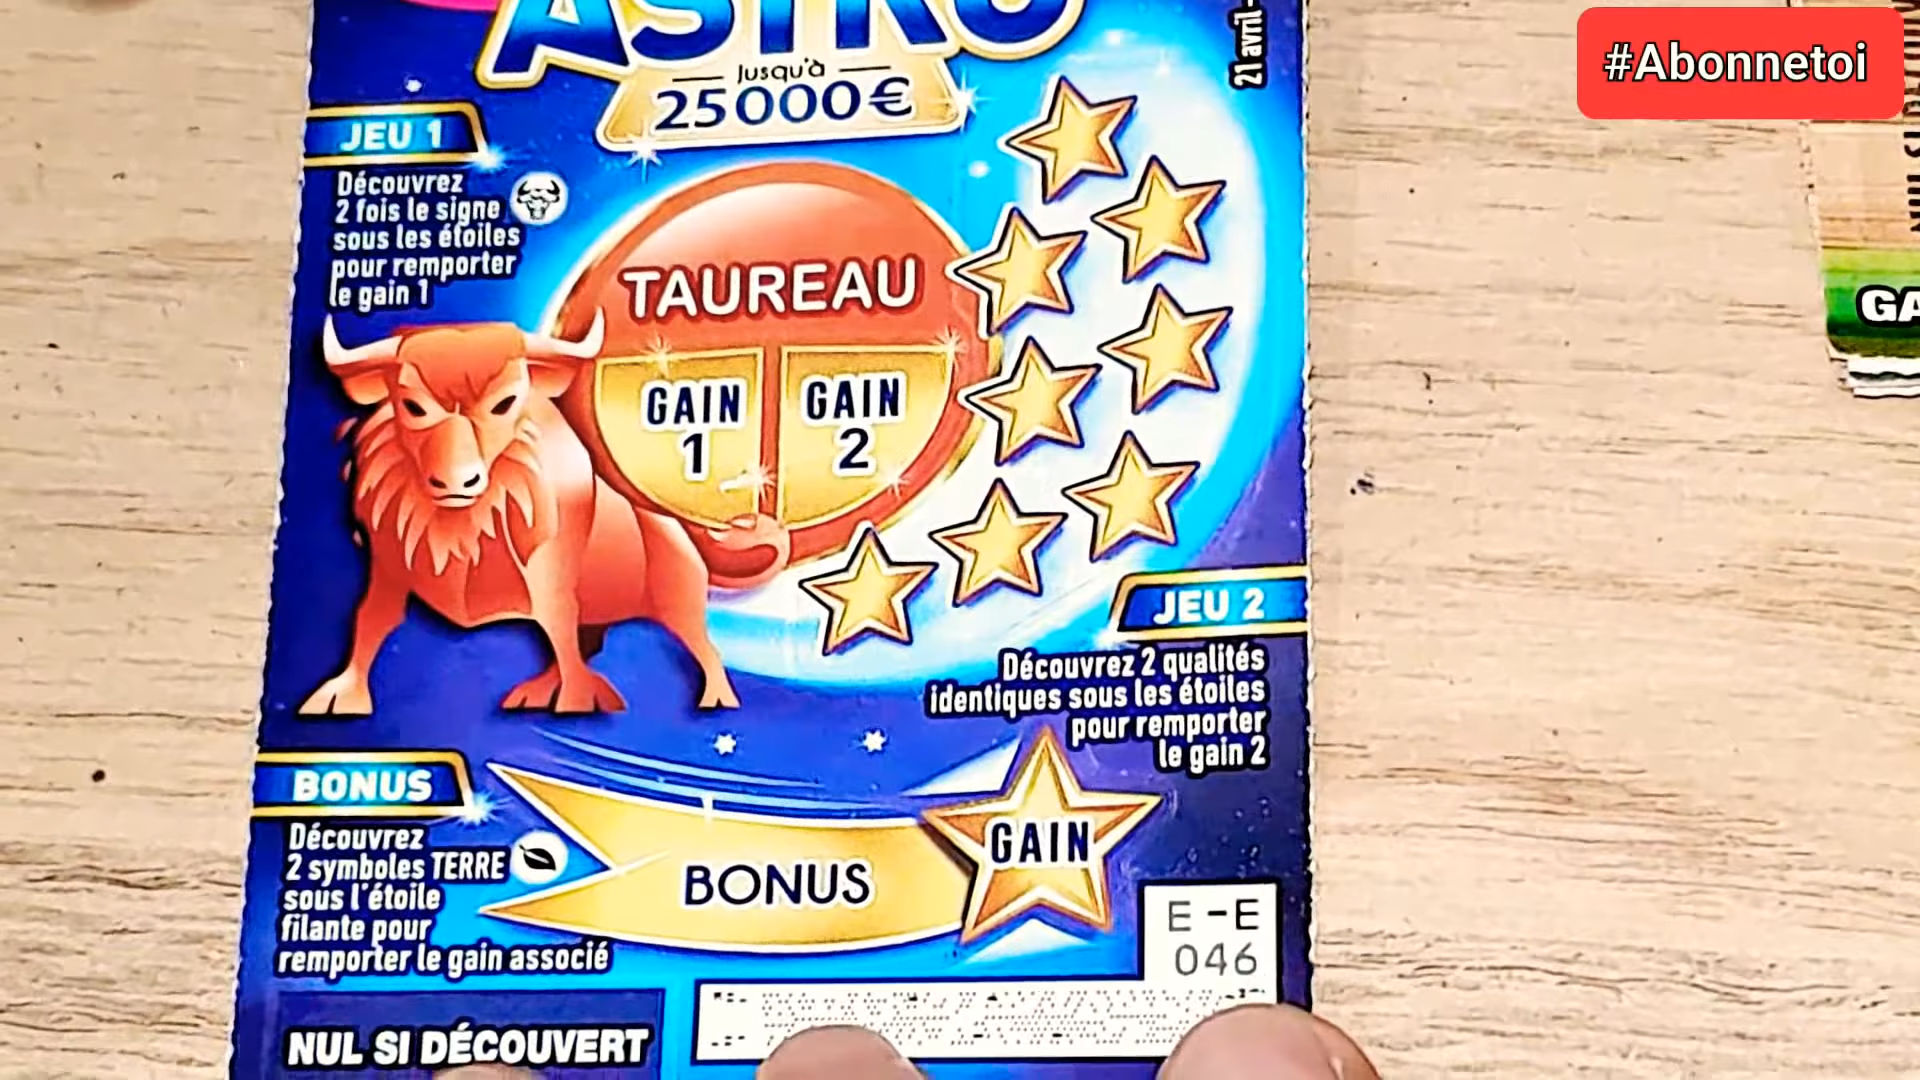 ASTRO
Jusqu'à
25000€
21 avril-
#Abonnetoi
JEU 1
Découvrez
2 fois le signe
sous les étoiles
pour remporter
le gain 1
TAUREAU
GAIN
1
GAIN
2
JEU 2
Découvrez 2 qualités
identiques sous les étoiles
pour remporter
le gain 2
BONUS
Découvrez
2 symboles TERRE
sous l'étoile
filante pour
remporter le gain associé
BONUS
GAIN
E-E
046
NUL SI DÉCOUVERT
GA